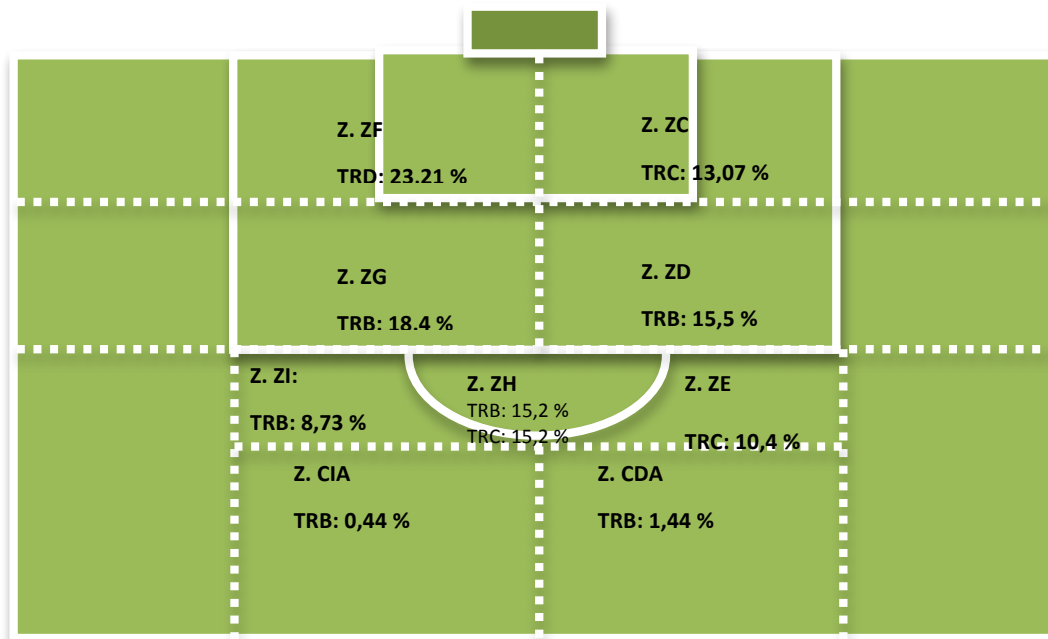 Z. ZF
TRD: 23.21 %
Z. ZC
TRC: 13,07 %
Z. ZG
TRB: 18.4 %
Z. ZD
TRB: 15,5 %
Z. ZI:
TRB: 8,73 %
Z. ZH
TRB: 15,2 %
TRC: 15,2 %
Z. ZE
TRC: 10,4 %
Z. CIA
TRB: 0,44 %
Z. CDA
TRB: 1,44 %